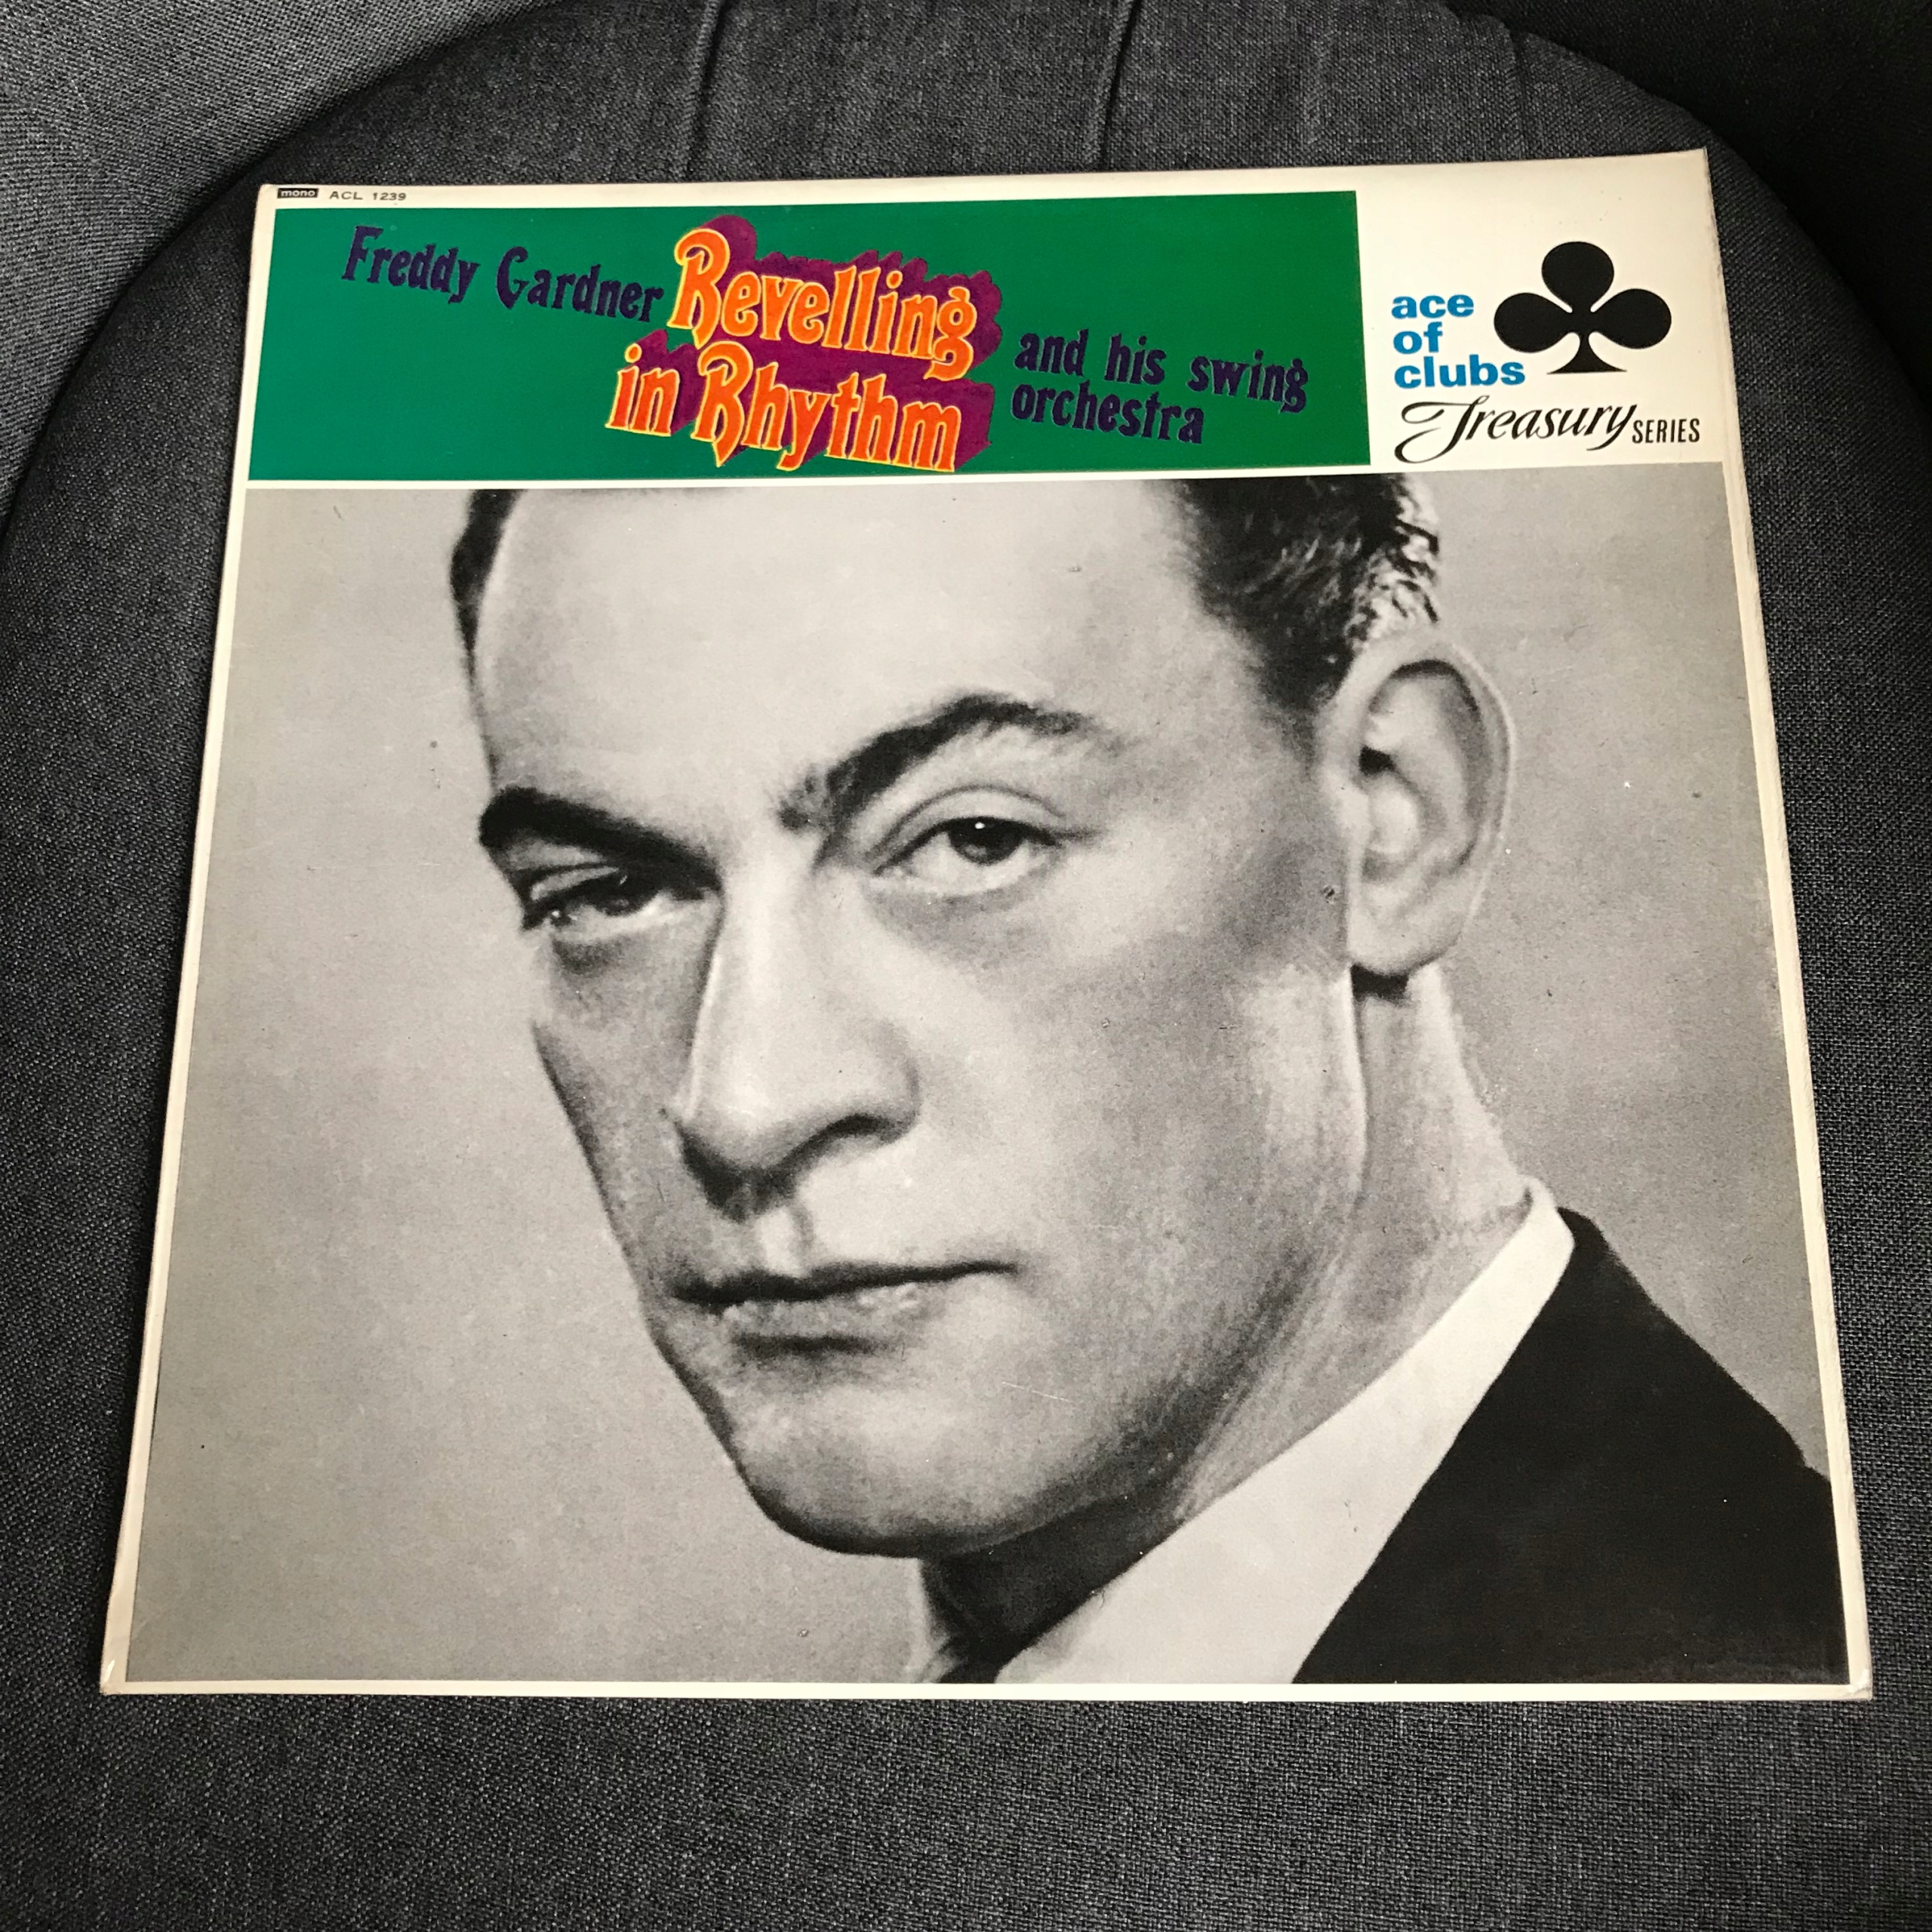 mono ACL 1239
Freddy Gardner Revelling
in Rhythm
and his swing
orchestra
ace
of
clubs
Treasury SERIES